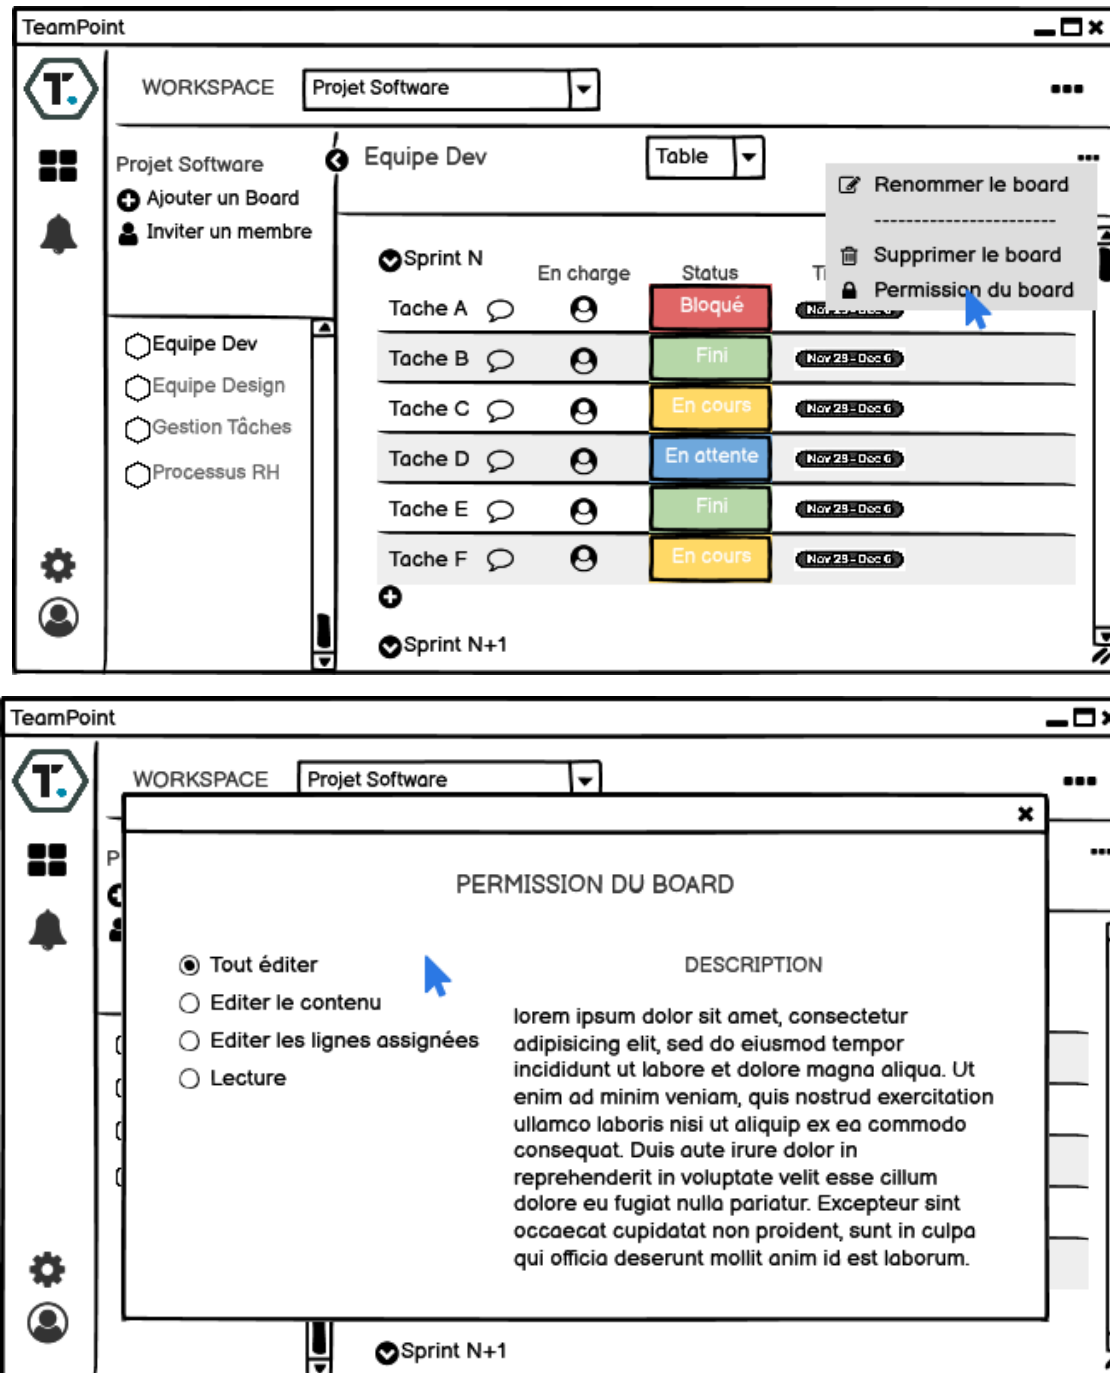 TeamPoint
T.
WORKSPACE
Projet Software
Projet Software
Ajouter un Board
Inviter un membre
Equipe Dev
Table
Renommer le board
-----------------------
Supprimer le board
Permission du board
Equipe Dev
Equipe Design
Gestion Tâches
Processus RH
Sprint N
En charge
Status
Tache A
Bloqué
Nov 29 - Dec 6
Tache B
Fini
Nov 29 - Dec 6
Tache C
En cours
Nov 29 - Dec 6
Tache D
En attente
Nov 29 - Dec 6
Tache E
Fini
Nov 29 - Dec 6
Tache F
En cours
Nov 29 - Dec 6
Sprint N+1
TeamPoint
T.
WORKSPACE
Projet Software
P
PERMISSION DU BOARD
Tout éditer
Editer le contenu
Editer les lignes assignées
Lecture
DESCRIPTION
lorem ipsum dolor sit amet, consectetur
adipisicing elit, sed do eiusmod tempor
incididunt ut labore et dolore magna aliqua. Ut
enim ad minim veniam, quis nostrud exercitation
ullamco laboris nisi ut aliquip ex ea commodo
consequat. Duis aute irure dolor in
reprehenderit in voluptate velit esse cillum
dolore eu fugiat nulla pariatur. Excepteur sint
occaecat cupidatat non proident, sunt in culpa
qui officia deserunt mollit anim id est laborum.
Sprint N+1